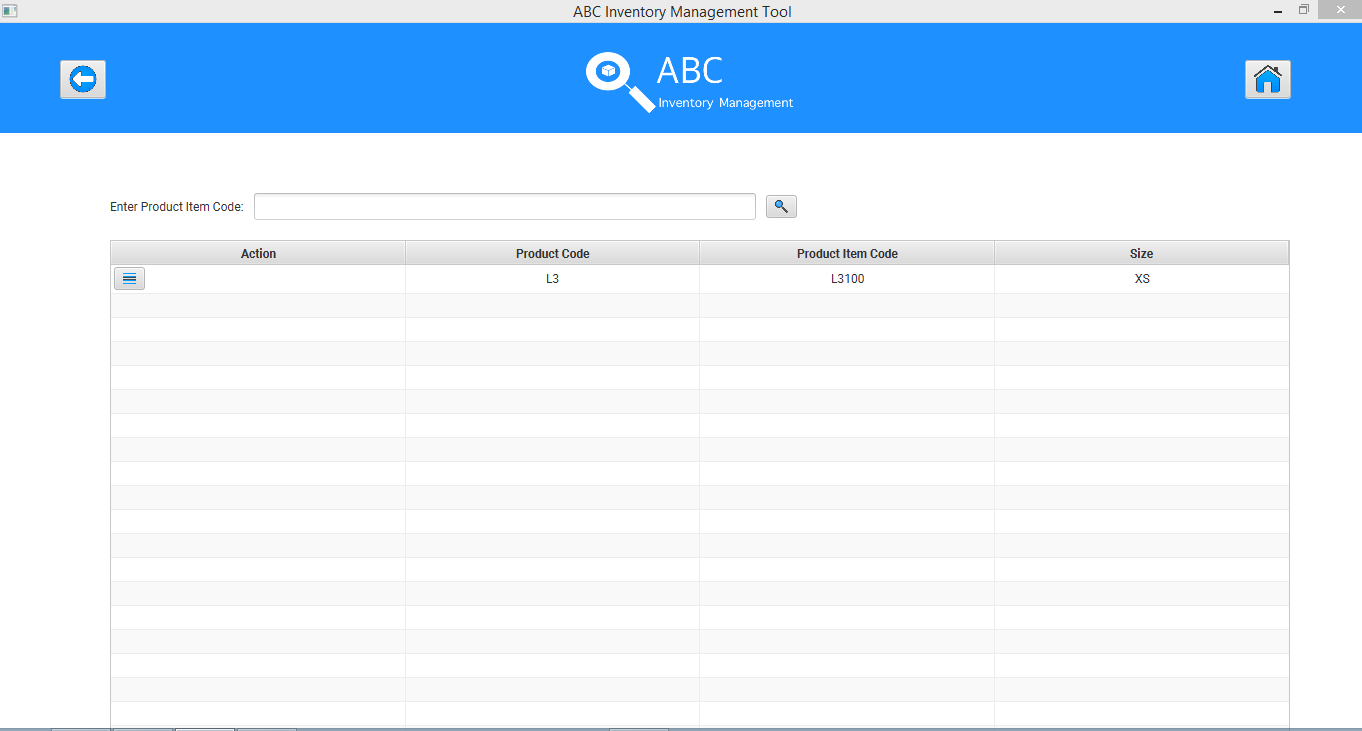 ABC Inventory Management Tool
ABC
Inventory Management
Enter Product Item Code:
Action Product Code Product Item Code Size
L3 L3100 XS